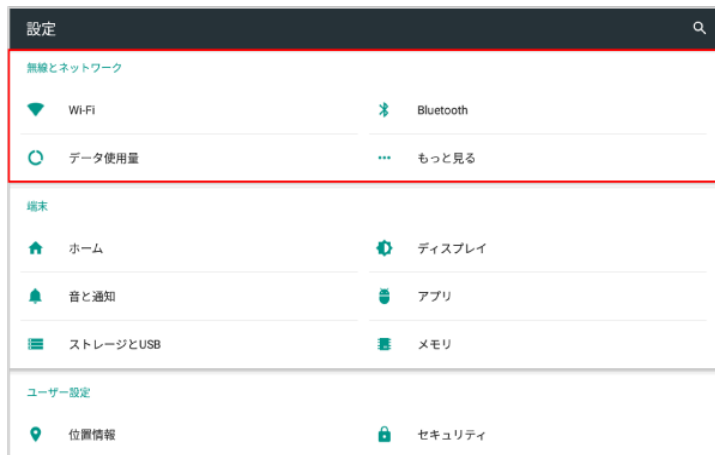 設定
無線とネットワーク
Wi-Fi
Bluetooth
データ使用量
もっと見る
端末
ホーム
ディスプレイ
音と通知
アプリ
ストレージとUSB
メモリ
ユーザー設定
位置情報
セキュリティ